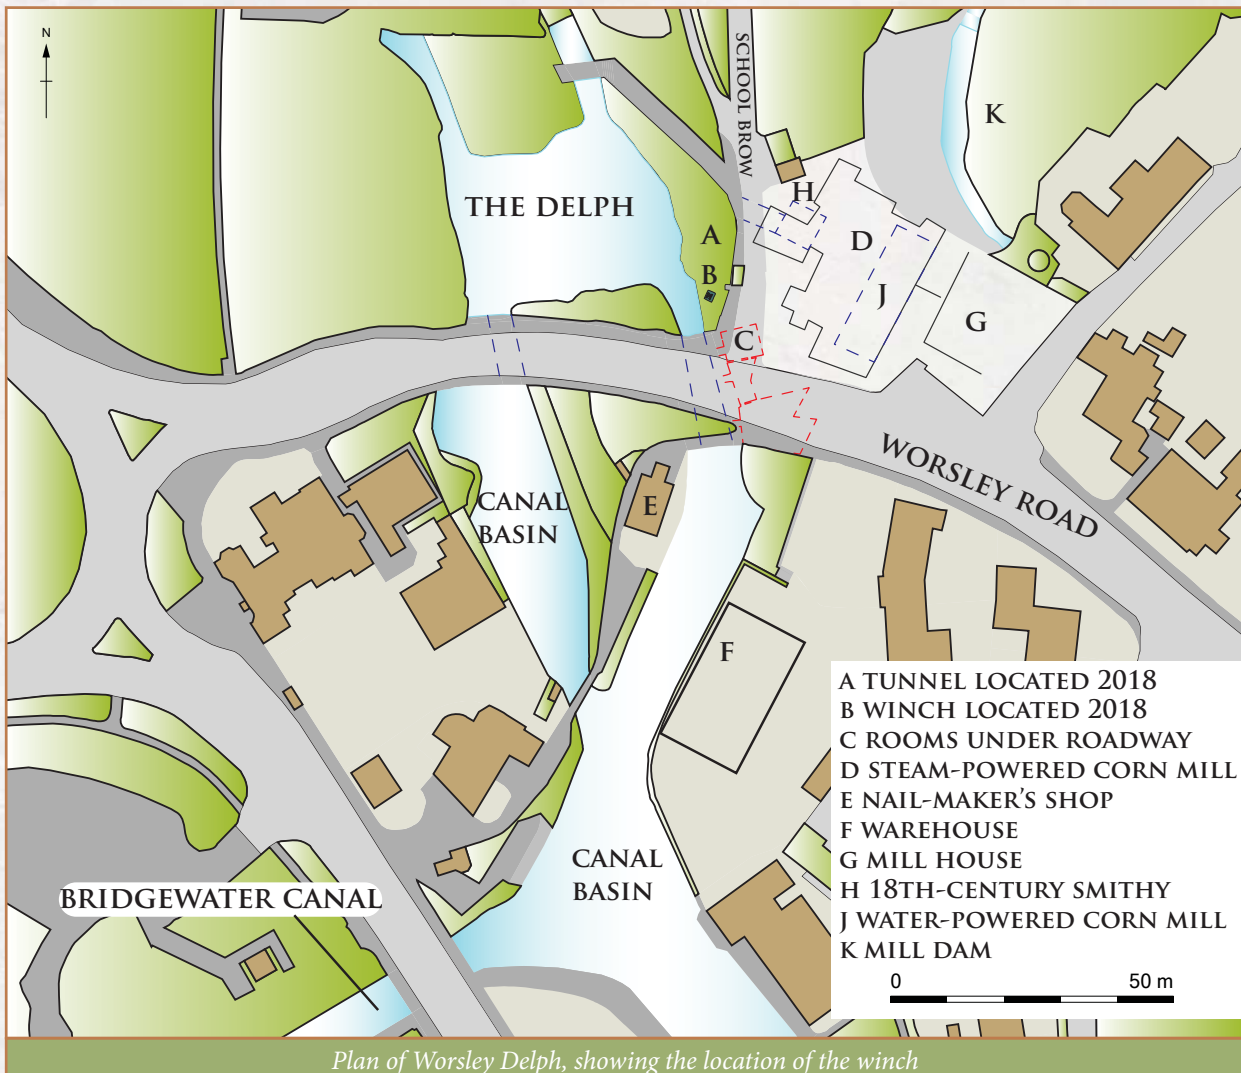 N
SCHOOL BROW
K
THE DELPH
H
A
D
B
J
G
C
WORSLEY ROAD
CANAL
BASIN
E
F
A TUNNEL LOCATED 2018
B WINCH LOCATED 2018
C ROOMS UNDER ROADWAY
D STEAM-POWERED CORN MILL
E NAIL-MAKER'S SHOP
F WAREHOUSE
G MILL HOUSE
H 18TH-CENTURY SMITHY
J WATER-POWERED CORN MILL
K MILL DAM
0 50 m
CANAL
BASIN
BRIDGEWATER CANAL
Plan of Worsley Delph, showing the location of the winch